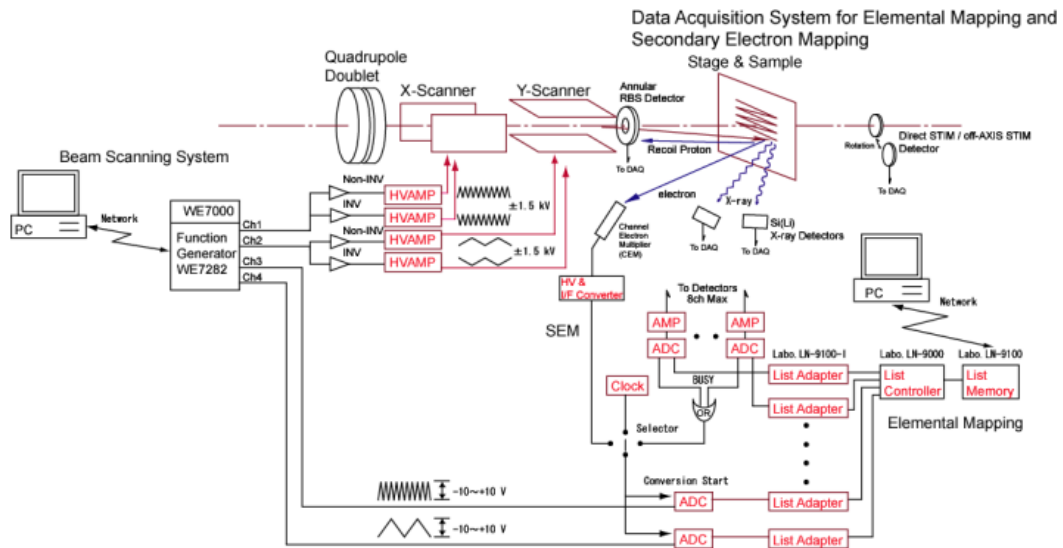 Data Acquisition System for Elemental Mapping and
Secondary Electron Mapping
Stage & Sample
Quadrupole
Doublet
X-Scanner
Y-Scanner
Annular
RBS Detector
Recoil Proton
To DAQ
Rotation
Direct STIM / off-AXIS STIM
Detector
To DAQ
Beam Scanning System
PC
Network
WE7000
Function
Generator
WE7282
Ch1
Ch2
Ch3
Ch4
Non-INV
INV
Non-INV
INV
HVAMP
HVAMP
HVAMP
HVAMP
±1.5 kV
±1.5 kV
electron
X-ray
Channel
Electron
Multiplier
(CEM)
To DAQ
Si(Li)
X-ray Detectors
To DAQ
HV &
I/F Converter
SEM
To Detectors
8ch Max
AMP
AMP
ADC
ADC
BUSY
OR
Clock
Selector
PC
Network
Labo. LN-9100-I
Labo. LN-9000
Labo. LN-9100
List Adapter
List
Controller
List
Memory
List Adapter
Elemental Mapping
-10~+10 V
Conversion Start
ADC
List Adapter
-10~+10 V
ADC
List Adapter